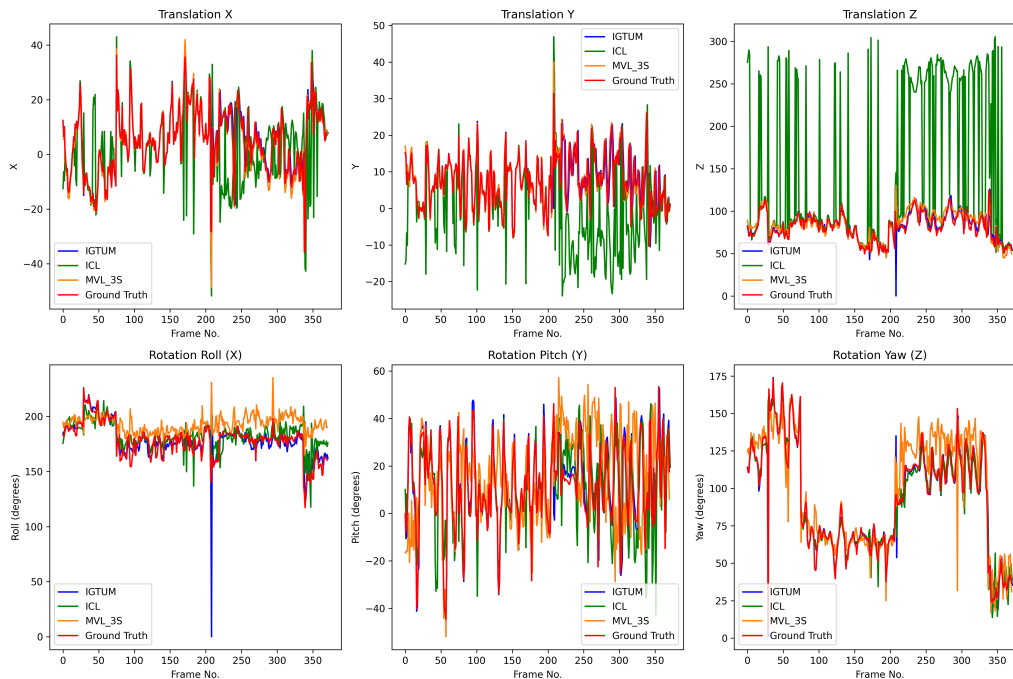 Translation X
40
20
0
−20
−40
X
0 50 100 150 200 250 300 350
Frame No.
IGTUM
ICL
MVL_3S
Ground Truth
Translation Y
50
40
30
20
10
0
−10
−20
Y
0 50 100 150 200 250 300 350
Frame No.
IGTUM
ICL
MVL_3S
Ground Truth
Translation Z
300
250
200
150
100
50
0
Z
0 50 100 150 200 250 300 350
Frame No.
IGTUM
ICL
MVL_3S
Ground Truth
Rotation Roll (X)
200
150
100
50
0
Roll (degrees)
0 50 100 150 200 250 300 350
Frame No.
IGTUM
ICL
MVL_3S
Ground Truth
Rotation Pitch (Y)
60
40
20
0
−20
−40
Pitch (degrees)
0 50 100 150 200 250 300 350
Frame No.
IGTUM
ICL
MVL_3S
Ground Truth
Rotation Yaw (Z)
175
150
125
100
75
50
25
0
Yaw (degrees)
0 50 100 150 200 250 300 350
Frame No.
IGTUM
ICL
MVL_3S
Ground Truth